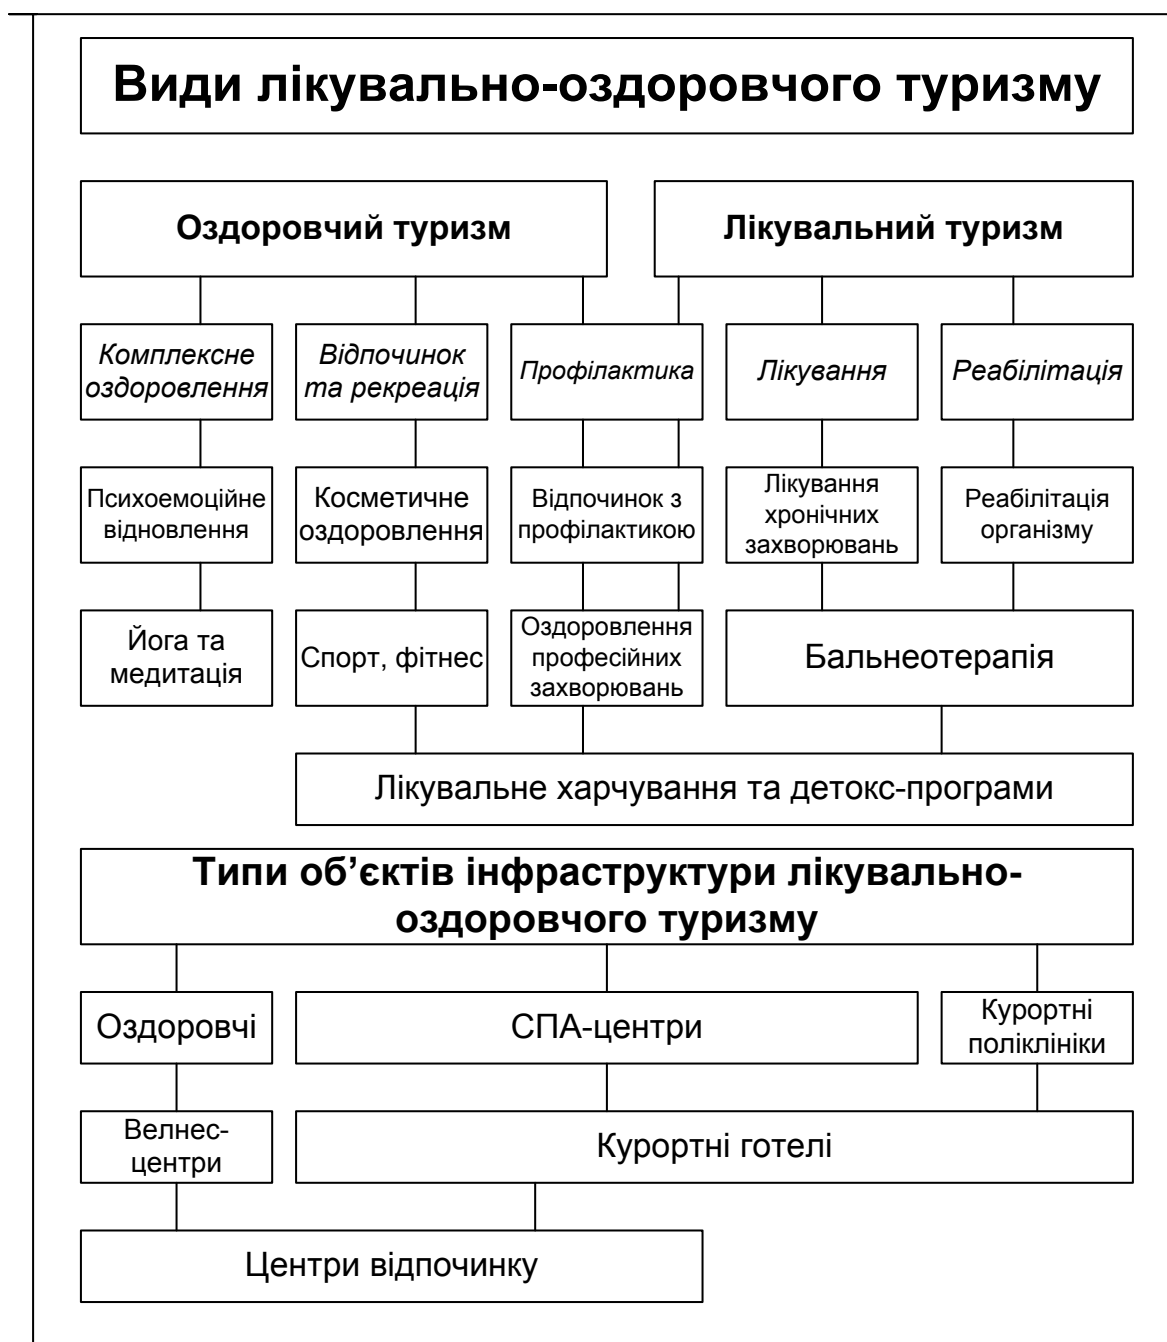 Види лікувально-оздоровчого туризму
Оздоровчий туризм
Лікувальний туризм
Комплексне
оздоровлення
Відпочинок
та рекреація
Профілактика
Лікування
Реабілітація
Психоемоційне
відновлення
Косметичне
оздоровлення
Відпочинок з
профілактикою
Лікування
хронічних
захворювань
Реабілітація
організму
Йога та
медитація
Спорт, фітнес
Оздоровлення
професійних
захворювань
Бальнеотерапія
Лікувальне харчування та детокс-програми
Типи об’єктів інфраструктури лікувально-
оздоровчого туризму
Оздоровчі
СПА-центри
Курортні
поліклініки
Велнес-
центри
Курортні готелі
Центри відпочинку